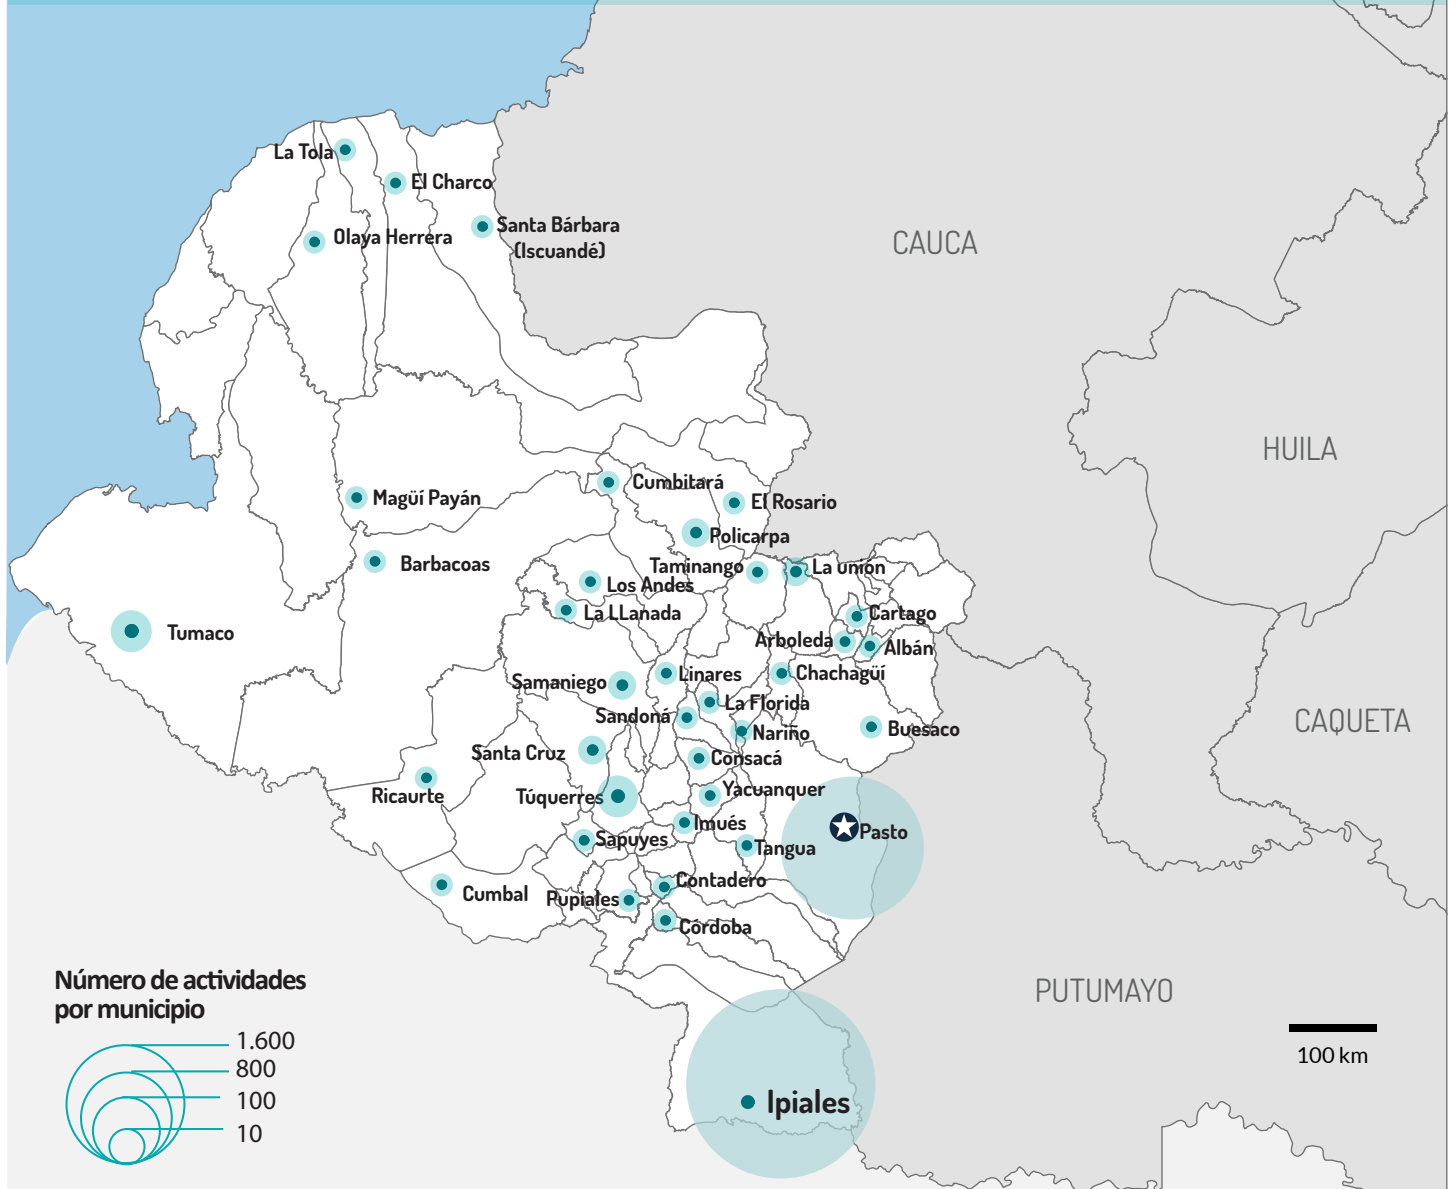 La Tola
El Charco
Santa Bárbara
(Iscuandé)
Olaya Herrera
CAUCA
HUILA
Cumbitará
Magüí Payán
El Rosario
Policarpa
Barbacoas
Taminango
La unión
Los Andes
La LLanada
Cartago
Tumaco
Arboleda
Albán
Linares
Chachagüí
Samaniego
La Florida
Sandoná
CAQUETA
Nariño
Buesaco
Santa Cruz
Consacá
Ricaurte
Túquerres
Yacuanquer
Imués
Pasto
Sapuyes
Tangua
Contadero
Cumbal
Pupiales
Córdoba
PUTUMAYO
Número de actividades
por municipio
1.600
800
100
10
100 km
Ipiales